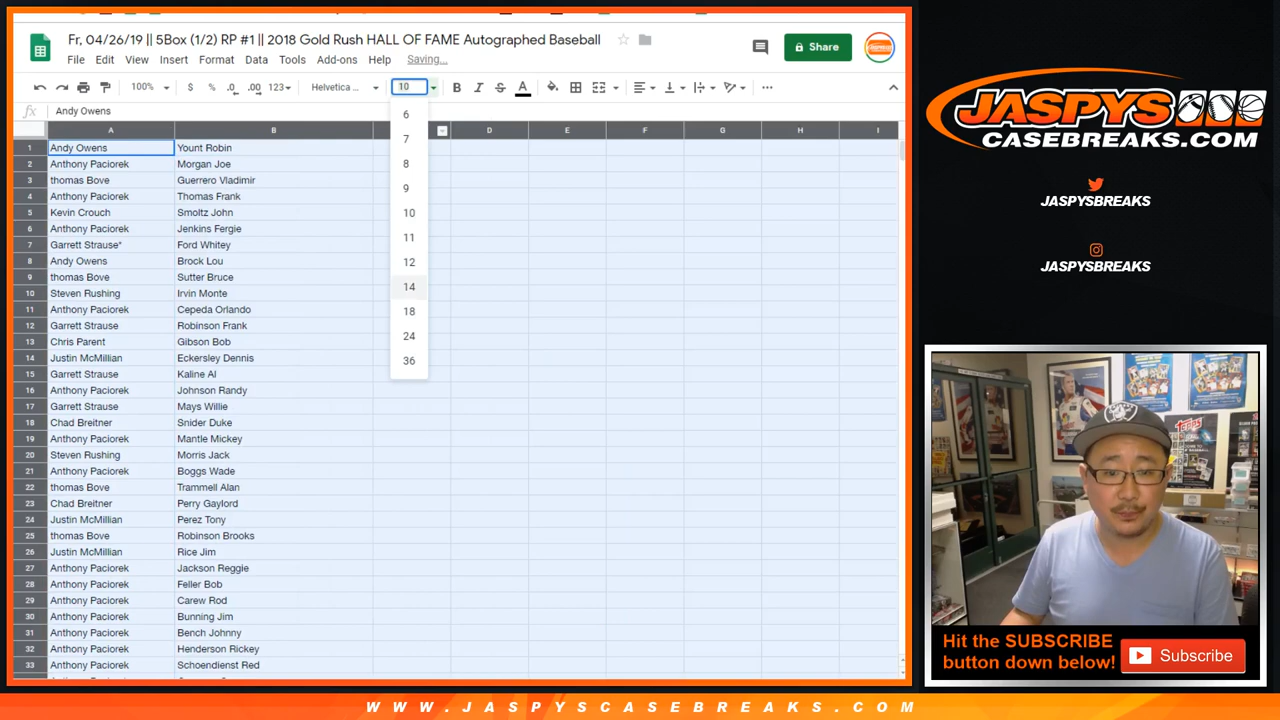 Fr, 04/26/19 || 5Box (1/2) RP #1 || 2018 Gold Rush HALL OF FAME Autographed Baseball
Share
File Edit View Insert Format Data Tools Add-ons Help Saving...
100% $ % .0 .00 123 Helvetica ... 10 B I S A
fx Andy Owens
A B D E F G H I
1 Andy Owens Yount Robin
2 Anthony Paciorek Morgan Joe
3 thomas Bove Guerrero Vladimir
4 Anthony Paciorek Thomas Frank
5 Kevin Crouch Smoltz John
6 Anthony Paciorek Jenkins Fergie
7 Garrett Strause* Ford Whitey
8 Andy Owens Brock Lou
9 thomas Bove Sutter Bruce
10 Steven Rushing Irvin Monte
11 Anthony Paciorek Cepeda Orlando
12 Garrett Strause Robinson Frank
13 Chris Parent Gibson Bob
14 Justin McMillian Eckersley Dennis
15 Garrett Strause Kaline Al
16 Anthony Paciorek Johnson Randy
17 Garrett Strause Mays Willie
18 Chad Breitner Snider Duke
19 Anthony Paciorek Mantle Mickey
20 Steven Rushing Morris Jack
21 Anthony Paciorek Boggs Wade
22 thomas Bove Trammell Alan
23 Chad Breitner Perry Gaylord
24 Justin McMillian Perez Tony
25 thomas Bove Robinson Brooks
26 Justin McMillian Rice Jim
27 Anthony Paciorek Jackson Reggie
28 Anthony Paciorek Feller Bob
29 Anthony Paciorek Carew Rod
30 Anthony Paciorek Bunning Jim
31 Anthony Paciorek Bench Johnny
32 Anthony Paciorek Henderson Rickey
33 Anthony Paciorek Schoendienst Red
6
7
8
9
10
11
12
14
18
24
36
JASPYS
CASEBREAKS.COM
JASPYSBREAKS
JASPYSBREAKS
Topps
Hit the SUBSCRIBE
button down below!
Subscribe
WWW.JASPYSCASEBREAKS.COM